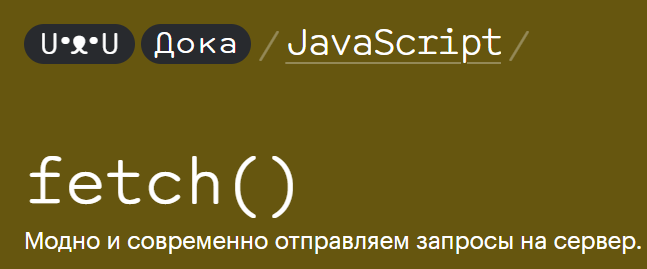 U•ᴥ•U Дока / JavaScript /
fetch()
Модно и современно отправляем запросы на сервер.